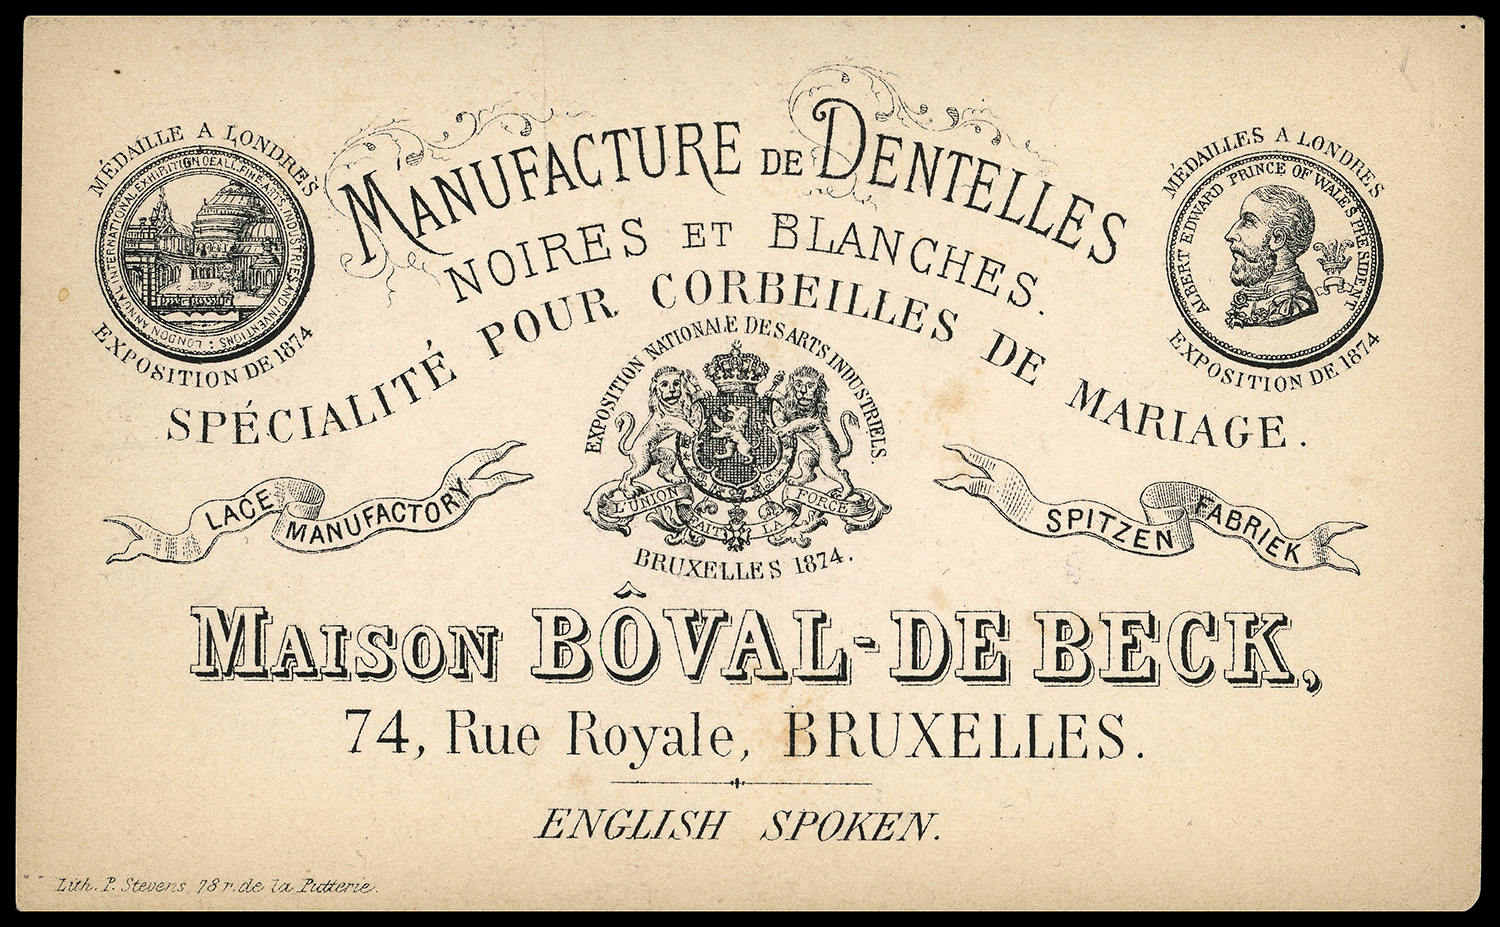 MANUFACTURE DE DENTELLES
NOIRES ET BLANCHES.
SPÉCIALITÉ POUR CORBEILLES DE MARIAGE.
MÉDAILLE A LONDRES
LONDON ANNUAL INTERNATIONAL EXHIBITION OF ALL FINE ARTS INDUSTRIES AND INVENTIONS:
EXPOSITION DE 1874
MÉDAILLES A LONDRES
ALBERT EDWARD PRINCE OF WALES PRESIDENT
EXPOSITION DE 1874
EXPOSITION NATIONALE DES ARTS INDUSTRIELS.
L'UNION FAIT LA FORCE
BRUXELLES 1874.
LACE MANUFACTORY
SPITZEN FABRIEK
MAISON BÔVAL-DE BECK,
74, Rue Royale, BRUXELLES.
ENGLISH SPOKEN.
Lith. P. Stevens, 78 r. de la Putterie.